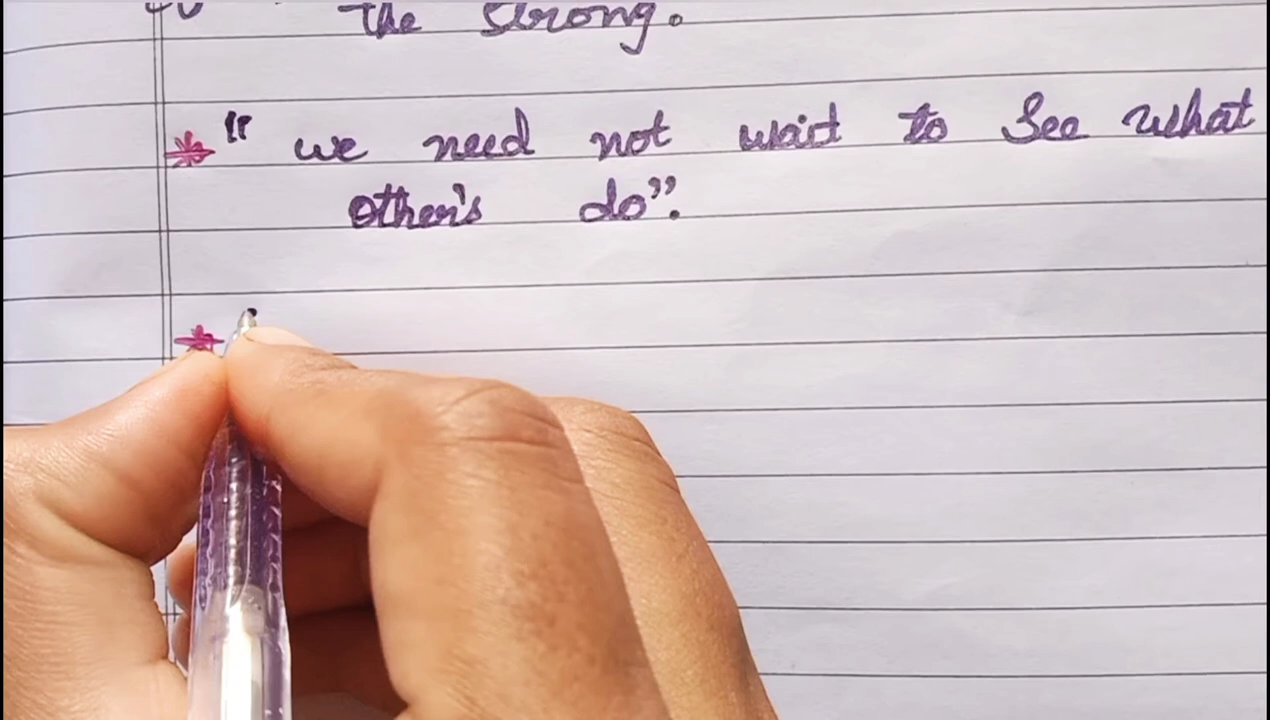 the strong.
" we need not wait to See what
other's do".